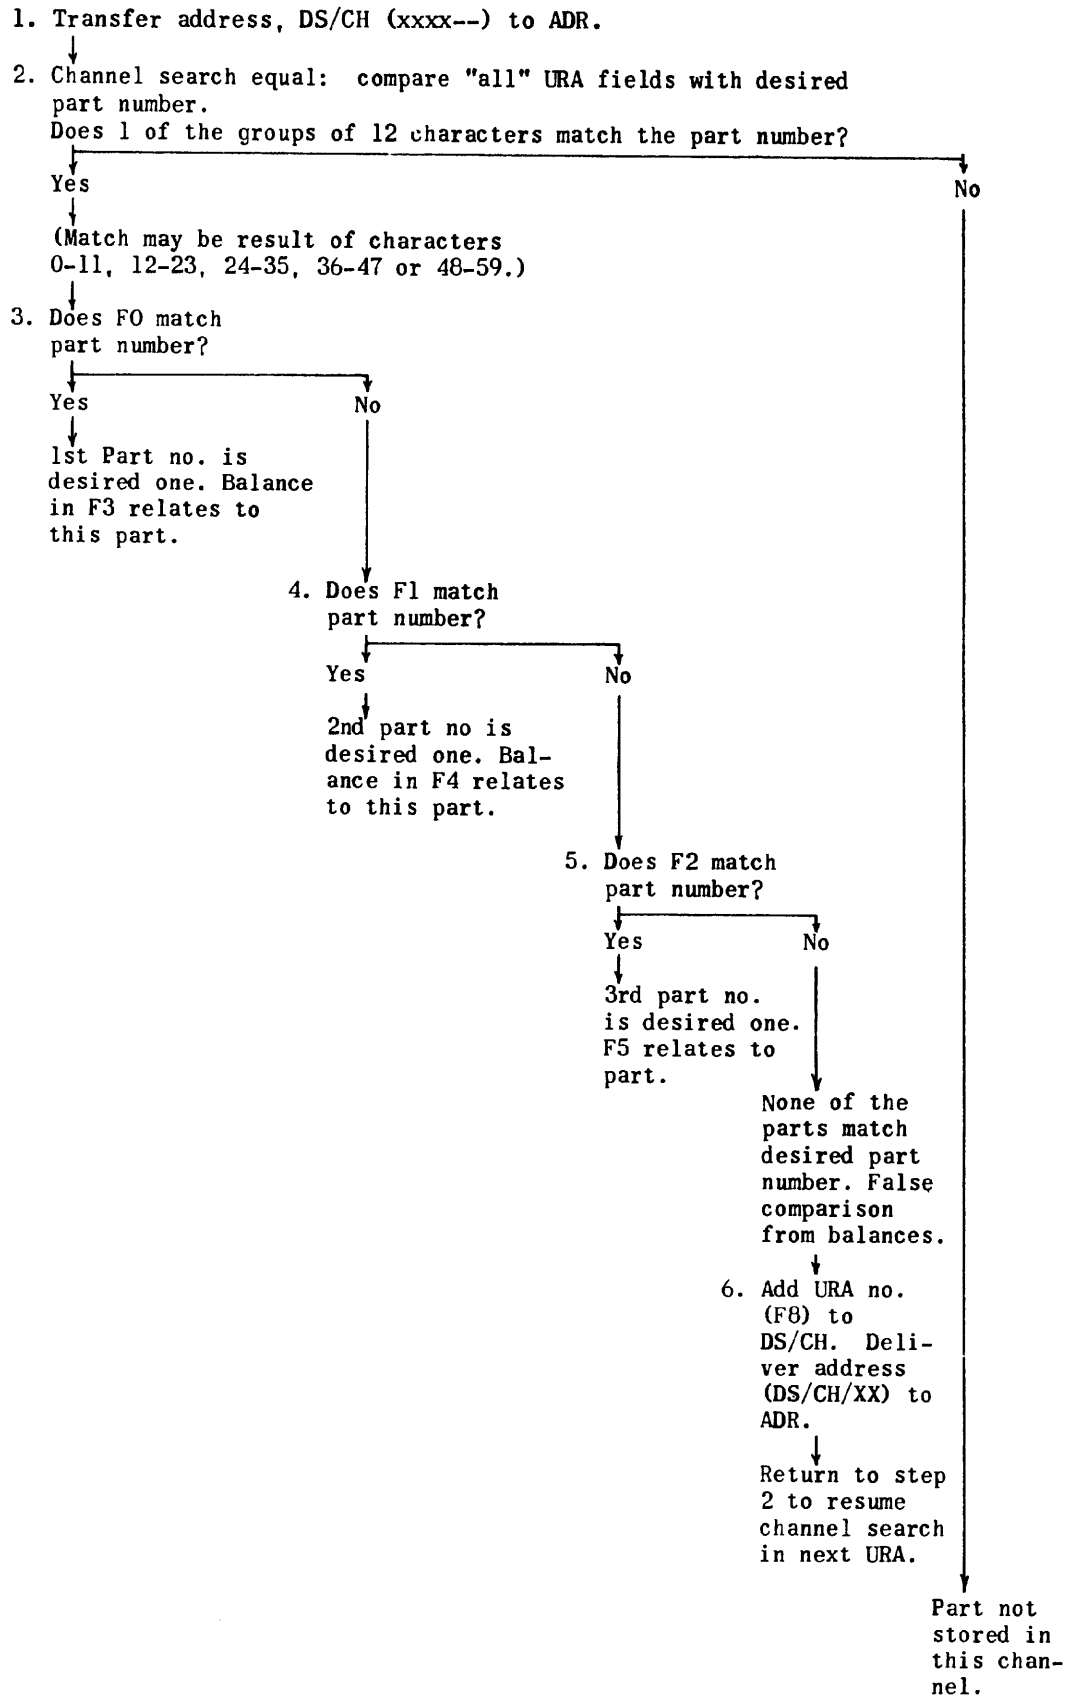 1. Transfer address, DS/CH (xxxx--) to ADR.
2. Channel search equal: compare "all" URA fields with desired
part number.
Does 1 of the groups of 12 characters match the part number?
Yes
No
(Match may be result of characters
0-11, 12-23, 24-35, 36-47 or 48-59.)
3. Does F0 match
part number?
Yes
No
1st Part no. is
desired one. Balance
in F3 relates to
this part.
4. Does F1 match
part number?
Yes
No
2nd part no is
desired one. Bal-
ance in F4 relates
to this part.
5. Does F2 match
part number?
Yes
No
3rd part no.
is desired one.
F5 relates to
part.
None of the
parts match
desired part
number. False
comparison
from balances.
6. Add URA no.
(F8) to
DS/CH. Deli-
ver address
(DS/CH/XX) to
ADR.
Return to step
2 to resume
channel search
in next URA.
Part not
stored in
this chan-
nel.